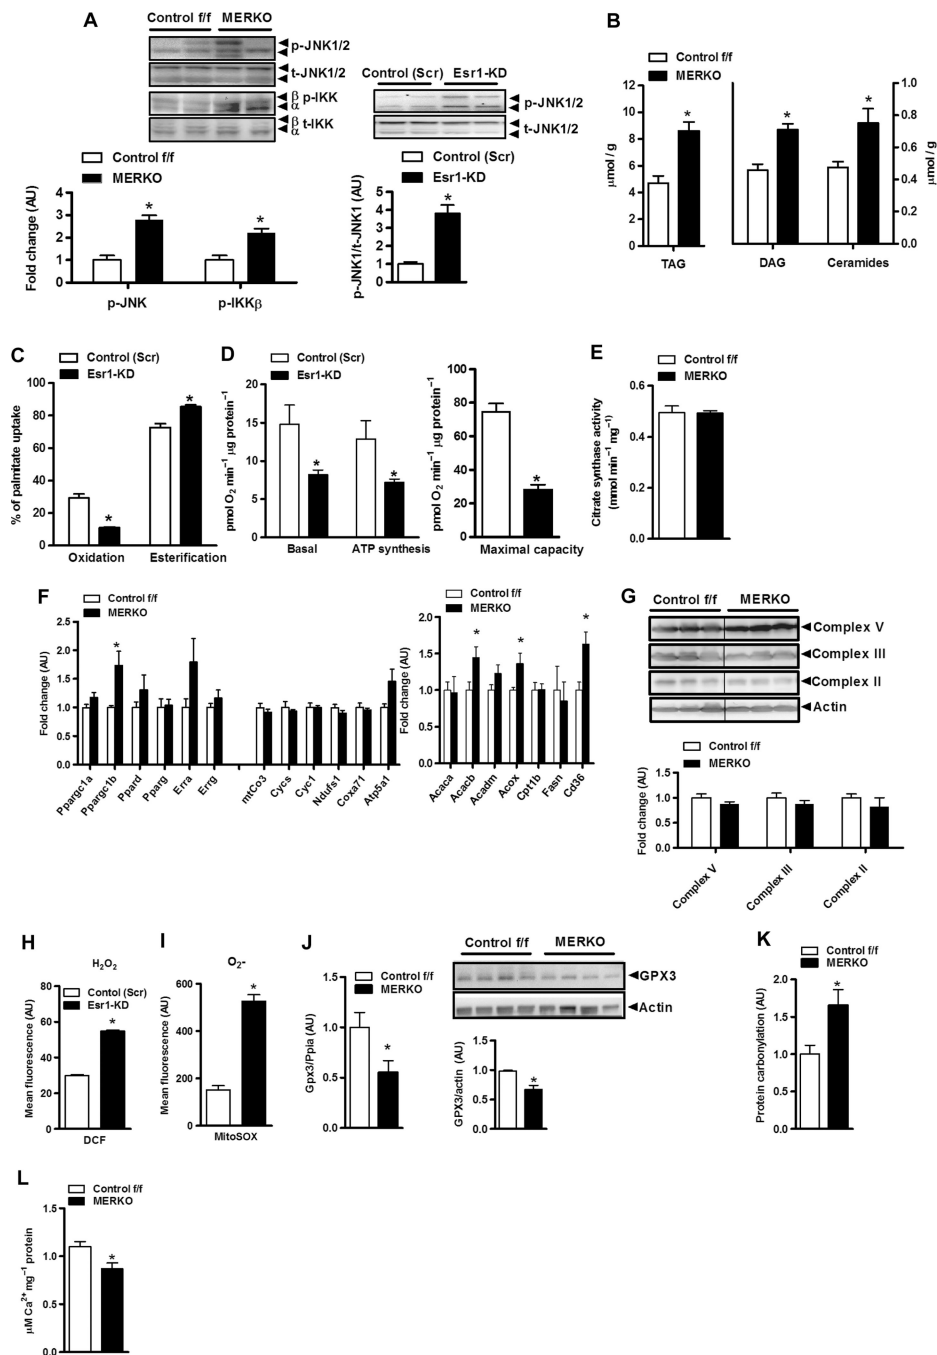 A
Control f/f MERKO
p-JNK1/2
t-JNK1/2
β p-IKK
α
β t-IKK
α
Control (Scr) Esr1-KD
p-JNK1/2
t-JNK1/2
Control f/f
MERKO
Fold change (AU)
4
3
2
1
0
*
*
p-JNK p-IKKβ
Control (Scr)
Esr1-KD
p-JNK1/t-JNK1 (AU)
5
4
3
2
1
0
*
B
Control f/f
MERKO
μmol / g
12
10
8
6
4
2
0
*
*
*
1.0
0.8
0.6
0.4
0.2
0.0
μmol / g
TAG DAG Ceramides
C
Control (Scr)
Esr1-KD
% of palmitate uptake
100
80
60
40
20
0
*
*
Oxidation Esterification
D
Control (Scr)
Esr1-KD
pmol O2 min−1 μg protein−1
20
15
10
5
0
*
*
Basal ATP synthesis
pmol O2 min−1 μg protein−1
100
80
60
40
20
0
*
Maximal capacity
E
Control f/f
MERKO
Citrate synthase activity
(mmol min−1 mg−1)
0.6
0.4
0.2
0.0
F
Control f/f
MERKO
Fold change (AU)
2.5
2.0
1.5
1.0
0.5
0.0
*
Ppargc1a
Ppargc1b
Ppard
Pparg
Erra
Errg
mtCo3
Cycs
Cyc1
Ndufs1
Coxa71
Atp5a1
Control f/f
MERKO
Fold change (AU)
2.0
1.5
1.0
0.5
0.0
*
*
*
Acaca
Acacb
Acadm
Acox
Cpt1b
Fasn
Cd36
G
Control f/f MERKO
Complex V
Complex III
Complex II
Actin
Control f/f
MERKO
Fold change (AU)
1.5
1.0
0.5
0.0
Complex V
Complex III
Complex II
H
H2O2
Contol (Scr)
Esr1-KD
Mean fluorescence (AU)
80
60
40
20
0
*
DCF
I
O2-
Mean fluorescence (AU)
600
400
200
0
*
MitoSOX
J
Control f/f
MERKO
Gpx3/Ppia (AU)
1.5
1.0
0.5
0.0
*
Control f/f MERKO
GPX3
Actin
GPX3/actin (AU)
1.5
1.0
0.5
0.0
*
K
Control f/f
MERKO
Protein carbonylation (AU)
2.0
1.5
1.0
0.5
0.0
*
L
Control f/f
MERKO
μM Ca2+ mg−1 protein
1.5
1.0
0.5
0.0
*